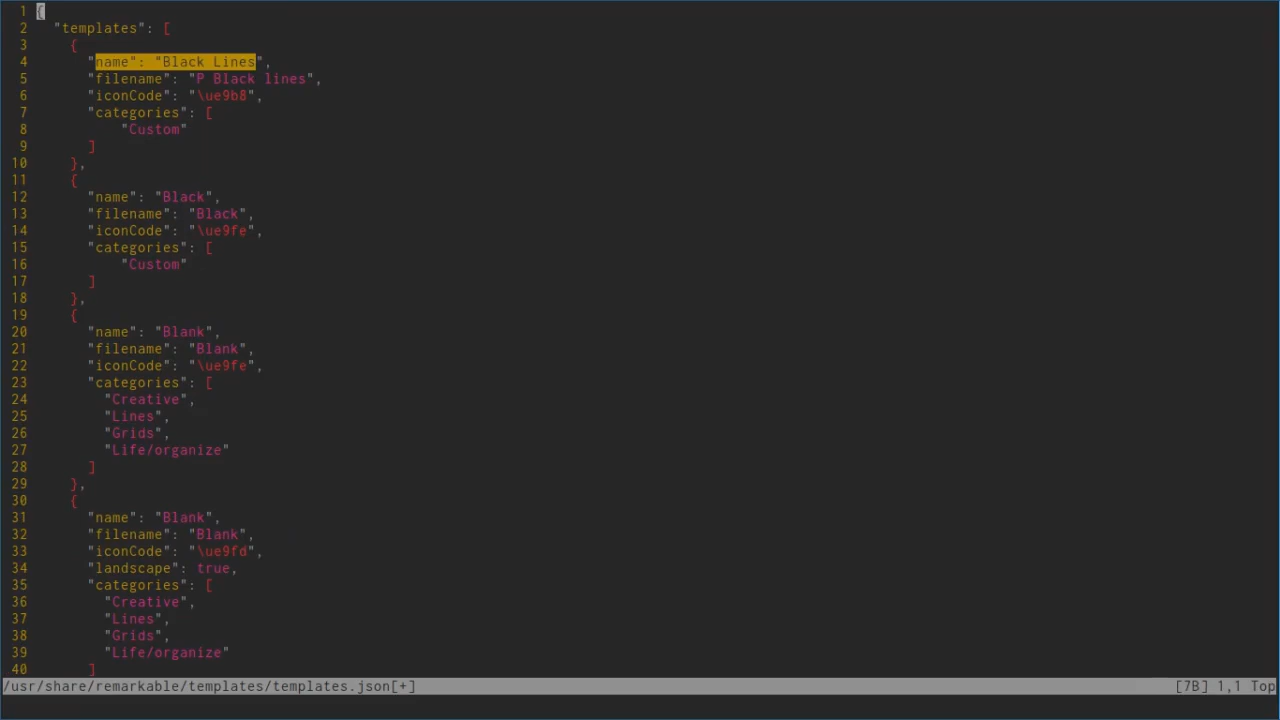 1 {
2   "templates": [
3     {
4       "name": "Black Lines",
5       "filename": "P Black lines",
6       "iconCode": "\ue9b8",
7       "categories": [
8           "Custom"
9       ]
10     },
11     {
12       "name": "Black",
13       "filename": "Black",
14       "iconCode": "\ue9fe",
15       "categories": [
16           "Custom"
17       ]
18     },
19     {
20       "name": "Blank",
21       "filename": "Blank",
22       "iconCode": "\ue9fe",
23       "categories": [
24         "Creative",
25         "Lines",
26         "Grids",
27         "Life/organize"
28       ]
29     },
30     {
31       "name": "Blank",
32       "filename": "Blank",
33       "iconCode": "\ue9fd",
34       "landscape": true,
35       "categories": [
36         "Creative",
37         "Lines",
38         "Grids",
39         "Life/organize"
40       ]
/usr/share/remarkable/templates/templates.json[+] [7B] 1,1 Top